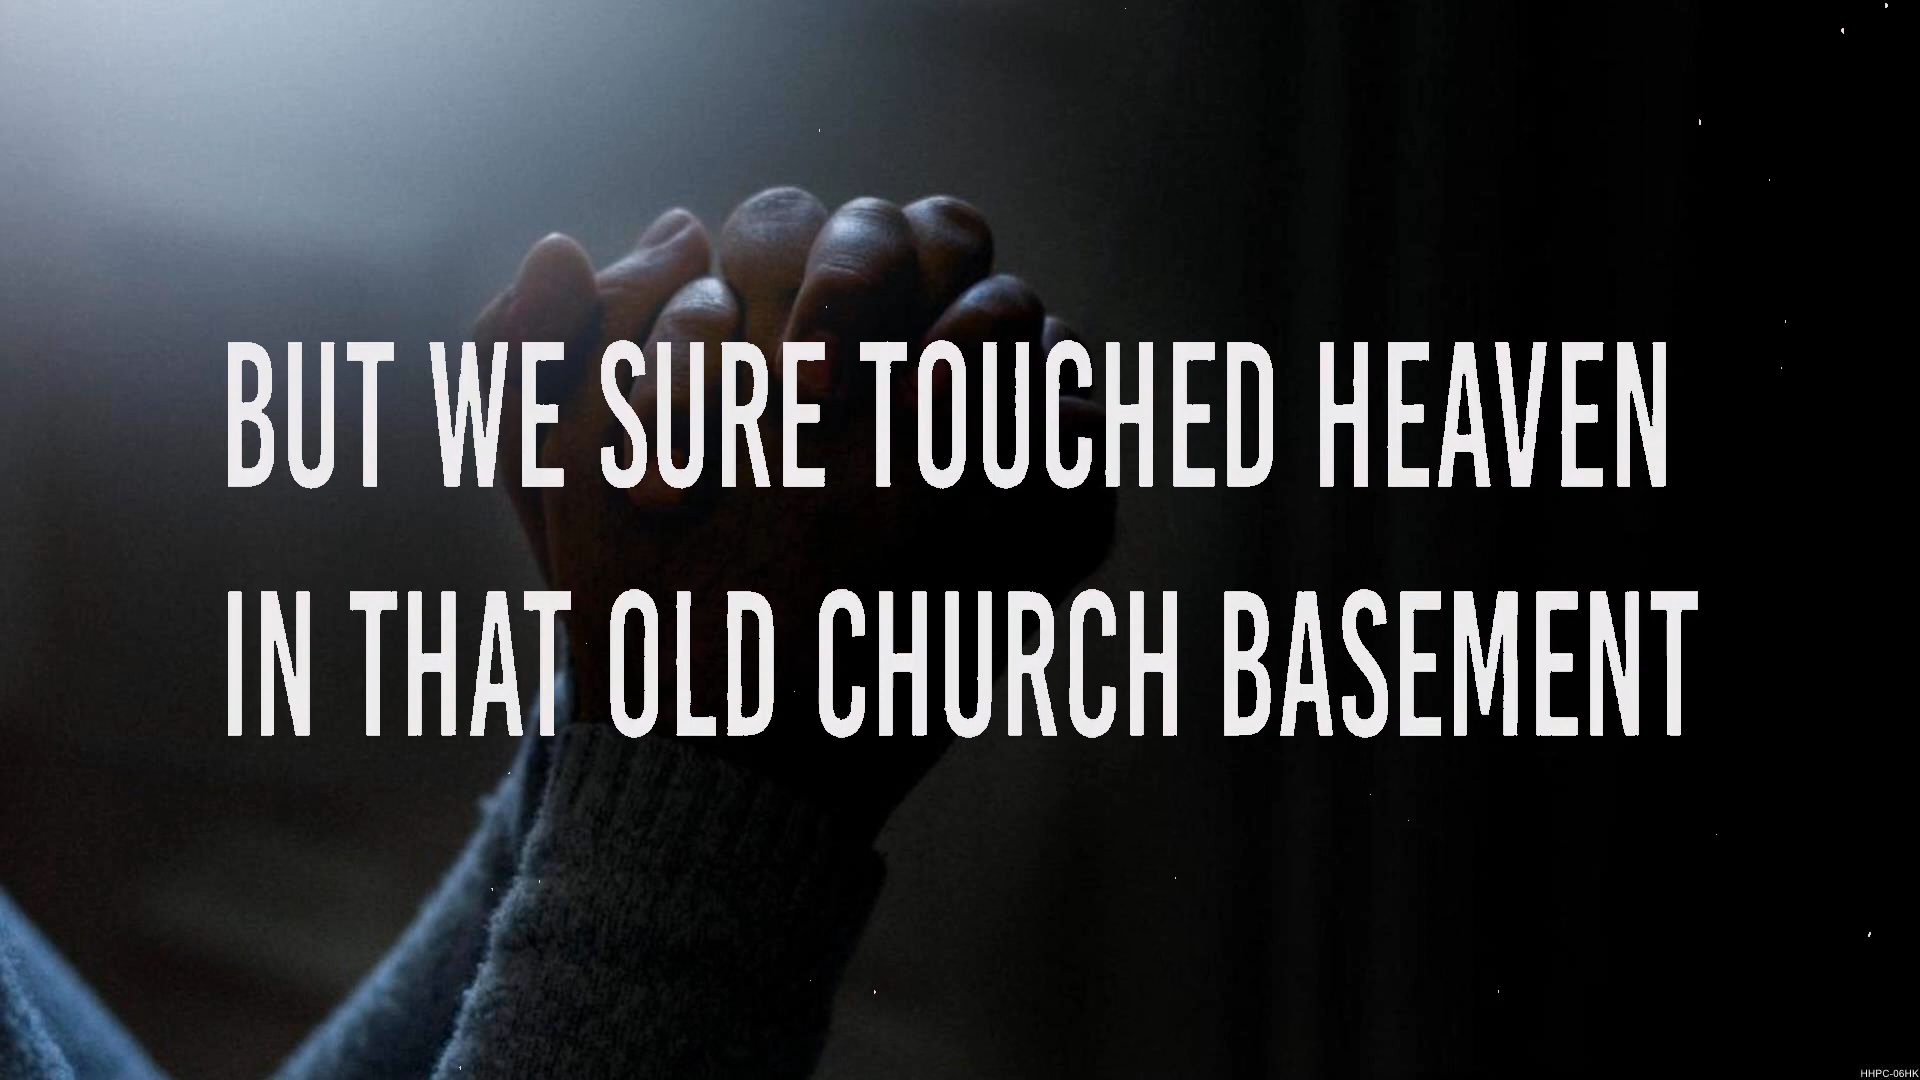 BUT WE SURE TOUCHED HEAVEN
IN THAT OLD CHURCH BASEMENT
HHPC-06HK